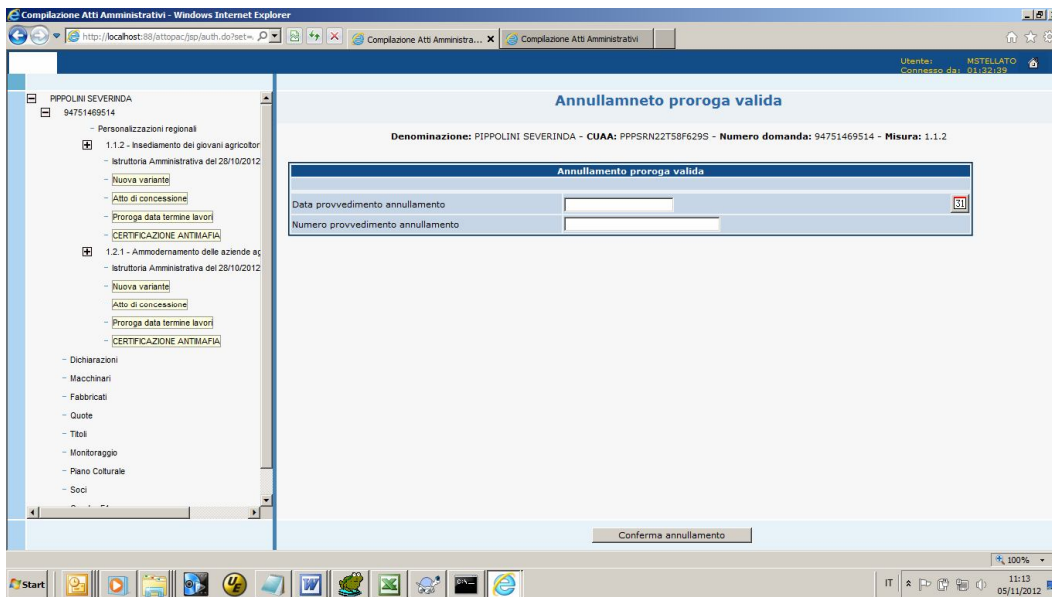 Compilazione Atti Amministrativi - Windows Internet Explorer
http://localhost:88/attopac/jsp/auth.do?set=
Compilazione Atti Amministra...
Compilazione Atti Amministrativi
Utente: MSTELLATO
Connesso da: 01:32:39
PIPPOLINI SEVERINDA
94751469514
- Personalizzazioni regionali
1.1.2 - Insediamento dei giovani agricoltor
- Istruttoria Amministrativa del 28/10/2012
- Nuova variante
- Atto di concessione
- Proroga data termine lavori
- CERTIFICAZIONE ANTIMAFIA
1.2.1 - Ammodernamento delle aziende ag
- Istruttoria Amministrativa del 28/10/2012
- Nuova variante
Atto di concessione
- Proroga data termine lavori
- CERTIFICAZIONE ANTIMAFIA
- Dichiarazioni
- Macchinari
- Fabbricati
- Quote
- Titoli
- Monitoraggio
- Piano Colturale
- Soci
Annullamneto proroga valida
Denominazione: PIPPOLINI SEVERINDA - CUAA: PPPSRN22T58F629S - Numero domanda: 94751469514 - Misura: 1.1.2
Annullamento proroga valida
Data provvedimento annullamento
31
Numero provvedimento annullamento
Conferma annullamento
100%
Start
IT
11:13
05/11/2012